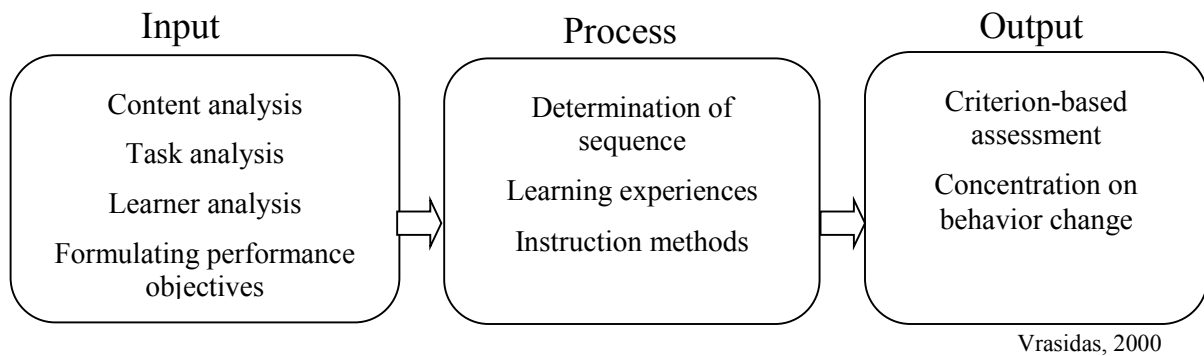 Input
Content analysis
Task analysis
Learner analysis
Formulating performance
objectives
Process
Determination of
sequence
Learning experiences
Instruction methods
Output
Criterion-based
assessment
Concentration on
behavior change
Vrasidas, 2000